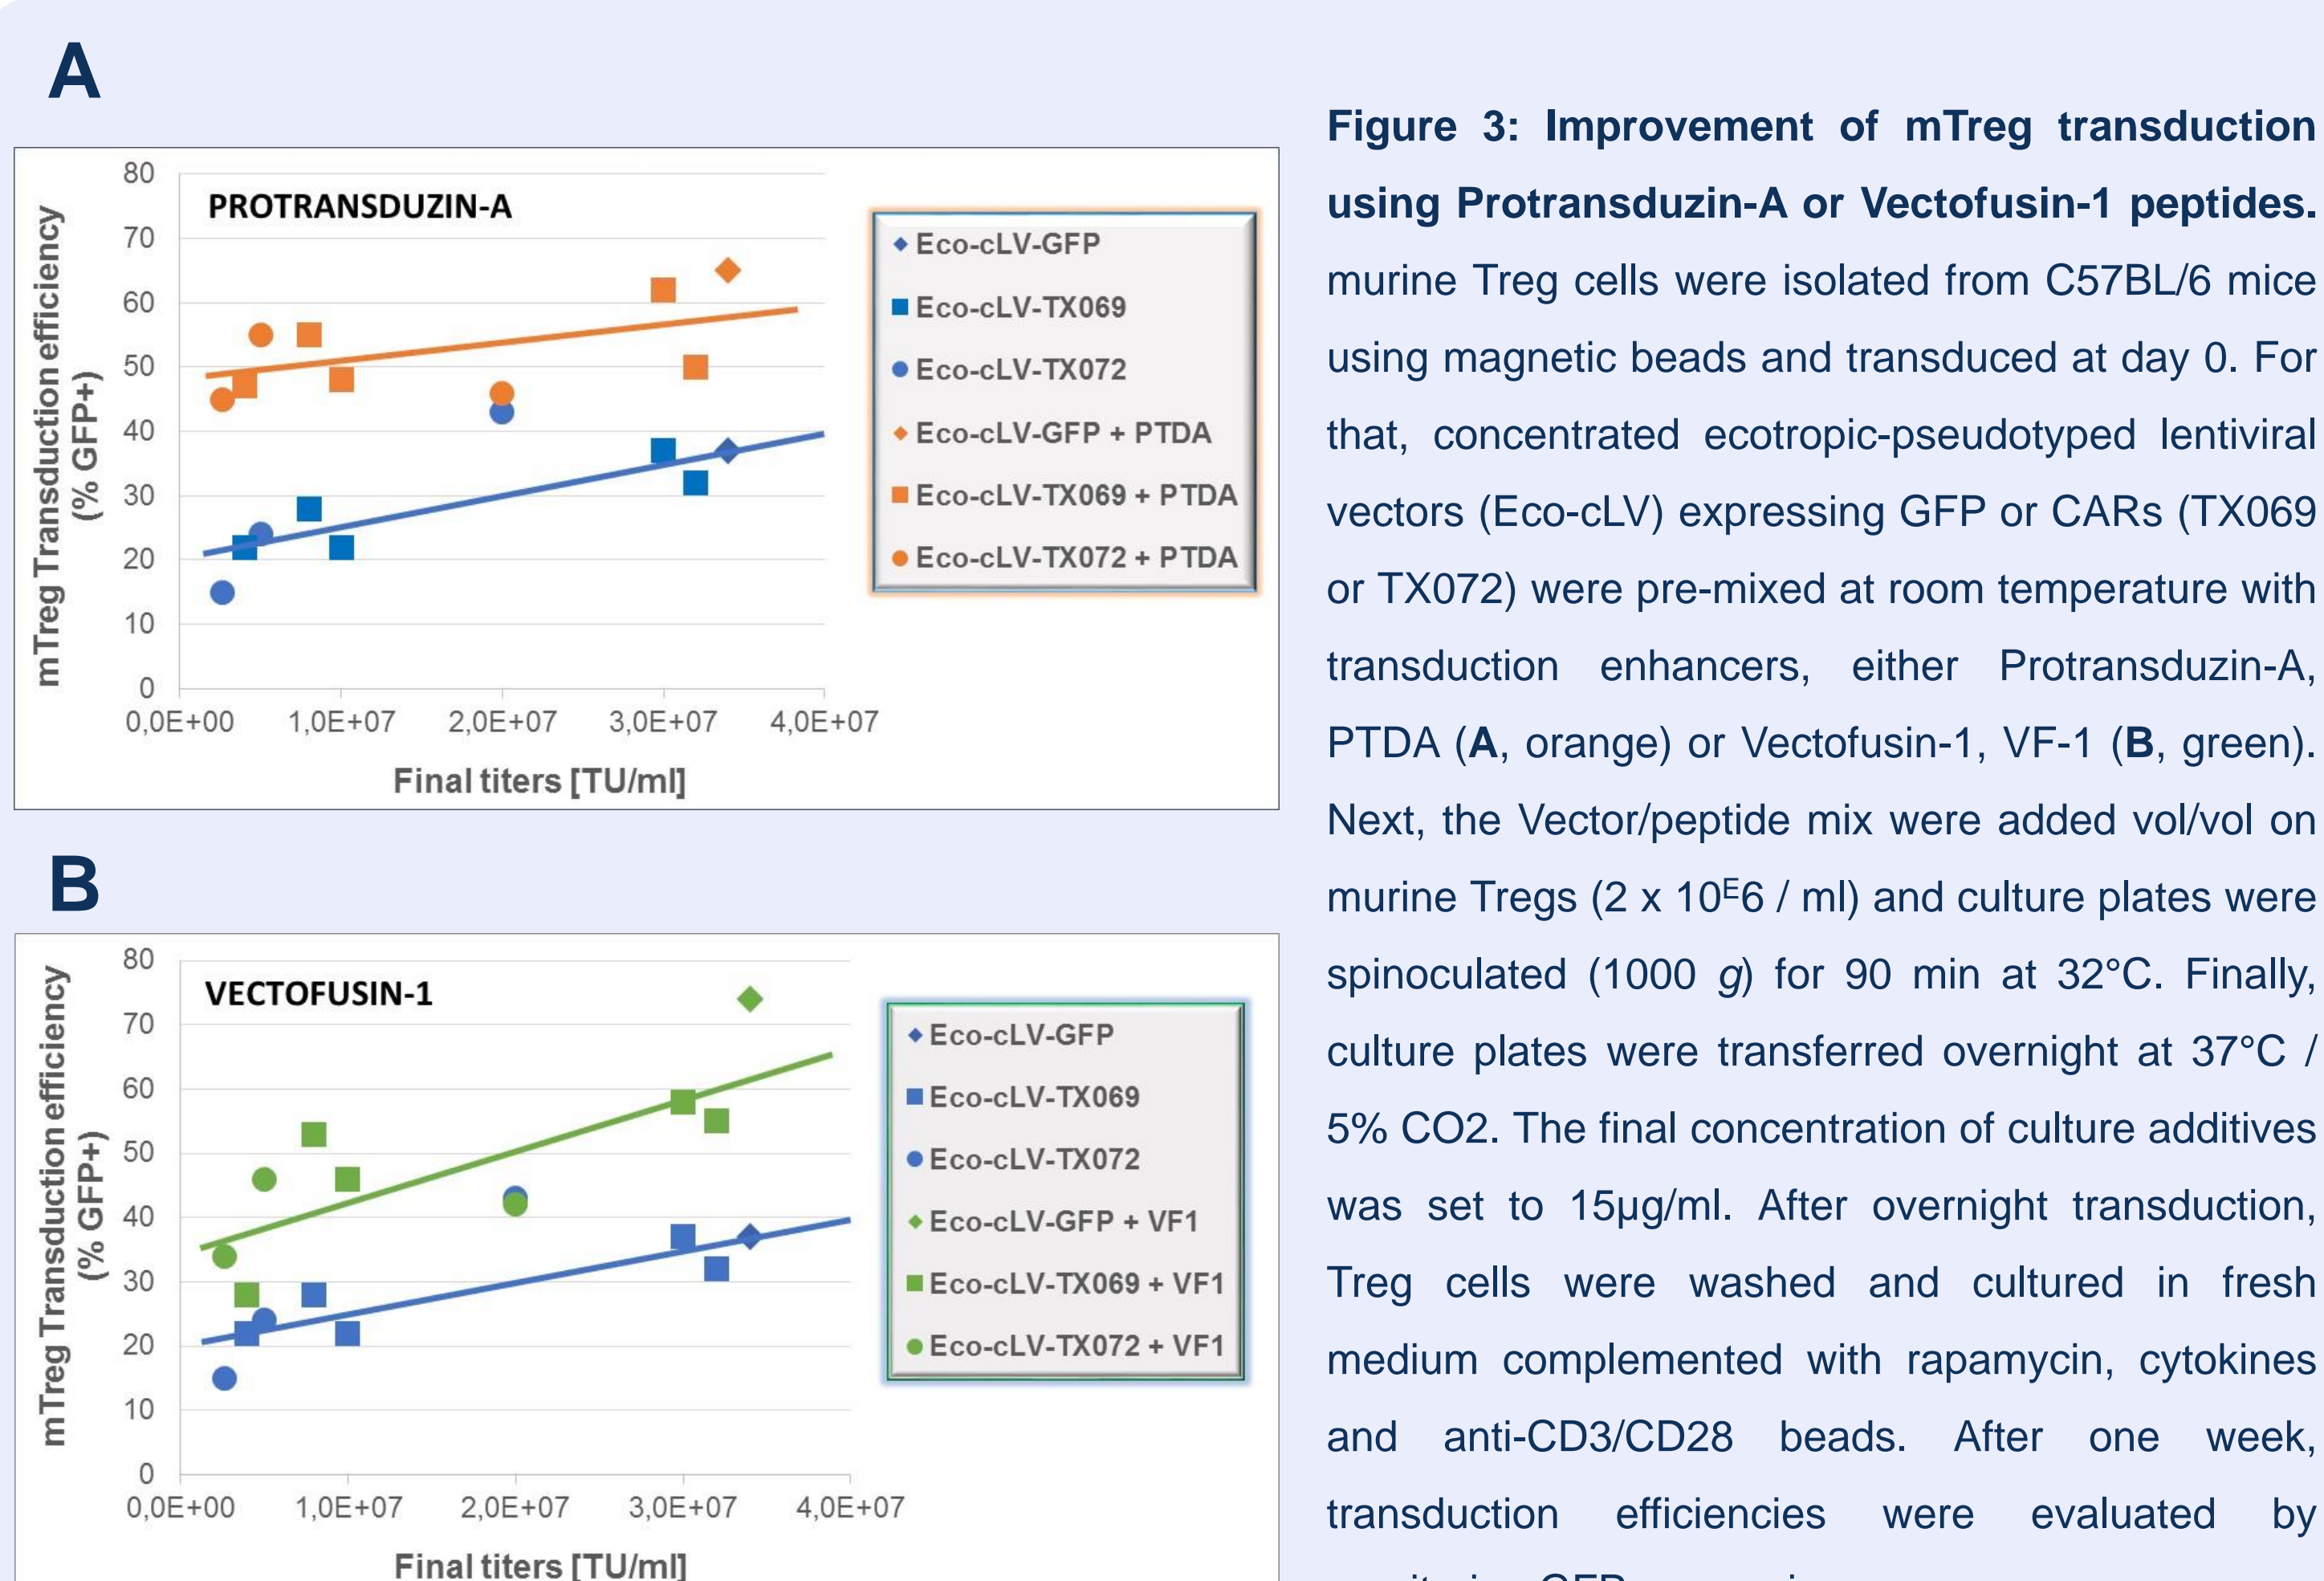 A
PROTRANSDUZIN-A
mTreg Transduction efficiency
(% GFP+)
80
70
60
50
40
30
20
10
0
0,0E+00 1,0E+07 2,0E+07 3,0E+07 4,0E+07
Final titers [TU/ml]
Eco-cLV-GFP
Eco-cLV-TX069
Eco-cLV-TX072
Eco-cLV-GFP + PTDA
Eco-cLV-TX069 + PTDA
Eco-cLV-TX072 + PTDA
B
VECTOFUSIN-1
mTreg Transduction efficiency
(% GFP+)
80
70
60
50
40
30
20
10
0
0,0E+00 1,0E+07 2,0E+07 3,0E+07 4,0E+07
Final titers [TU/ml]
Eco-cLV-GFP
Eco-cLV-TX069
Eco-cLV-TX072
Eco-cLV-GFP + VF1
Eco-cLV-TX069 + VF1
Eco-cLV-TX072 + VF1
Figure 3: Improvement of mTreg transduction
using Protransduzin-A or Vectofusin-1 peptides.
murine Treg cells were isolated from C57BL/6 mice
using magnetic beads and transduced at day 0. For
that, concentrated ecotropic-pseudotyped lentiviral
vectors (Eco-cLV) expressing GFP or CARs (TX069
or TX072) were pre-mixed at room temperature with
transduction enhancers, either Protransduzin-A,
PTDA (A, orange) or Vectofusin-1, VF-1 (B, green).
Next, the Vector/peptide mix were added vol/vol on
murine Tregs (2 x 10ᴱ6 / ml) and culture plates were
spinoculated (1000 g) for 90 min at 32°C. Finally,
culture plates were transferred overnight at 37°C /
5% CO2. The final concentration of culture additives
was set to 15µg/ml. After overnight transduction,
Treg cells were washed and cultured in fresh
medium complemented with rapamycin, cytokines
and anti-CD3/CD28 beads. After one week,
transduction efficiencies were evaluated by